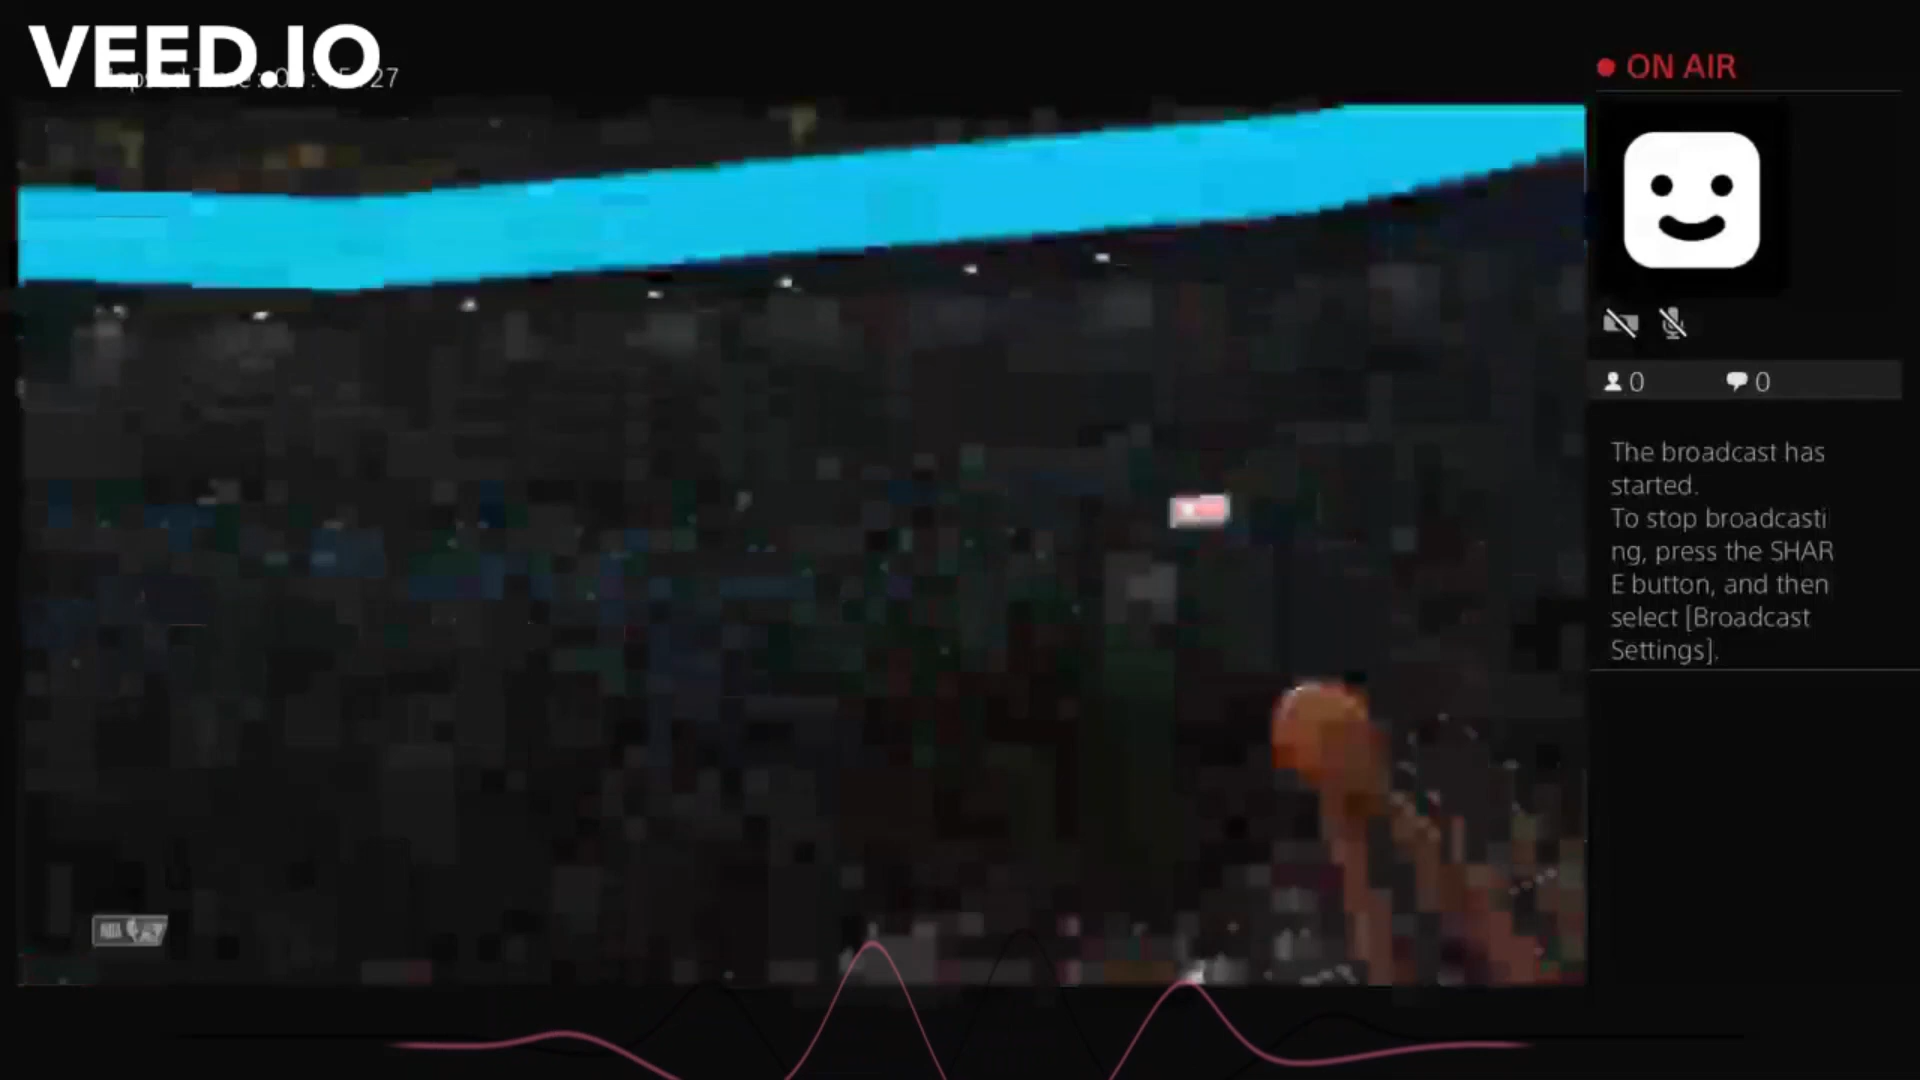 VEED.IO
ON AIR
0
0
The broadcast has
started.
To stop broadcasti
ng, press the SHAR
E button, and then
select [Broadcast
Settings].